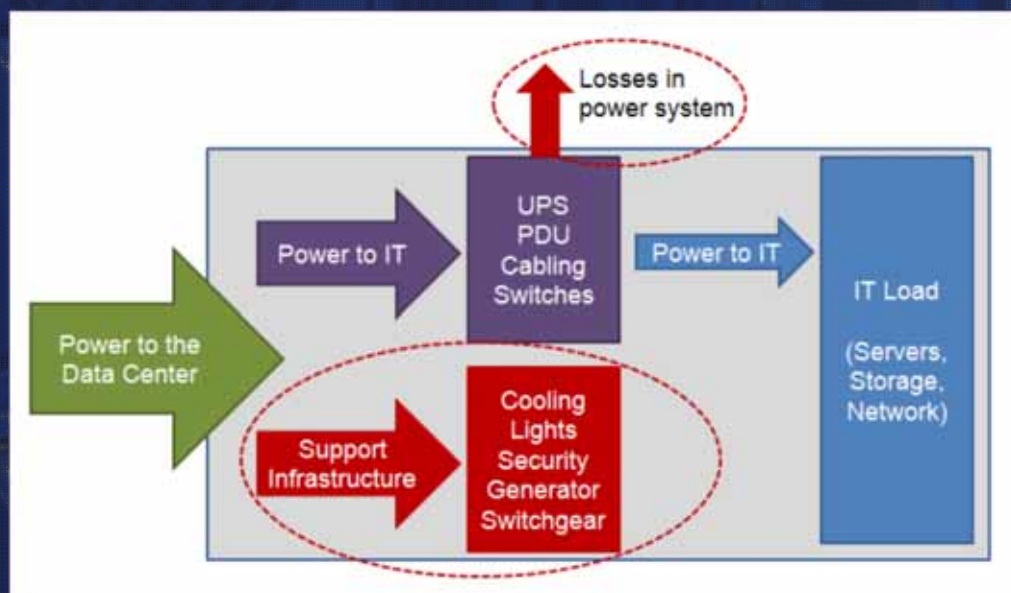 Losses in
power system
Power to the
Data Center
Power to IT
UPS
PDU
Cabling
Switches
Power to IT
IT Load
(Servers,
Storage,
Network)
Support
Infrastructure
Cooling
Lights
Security
Generator
Switchgear